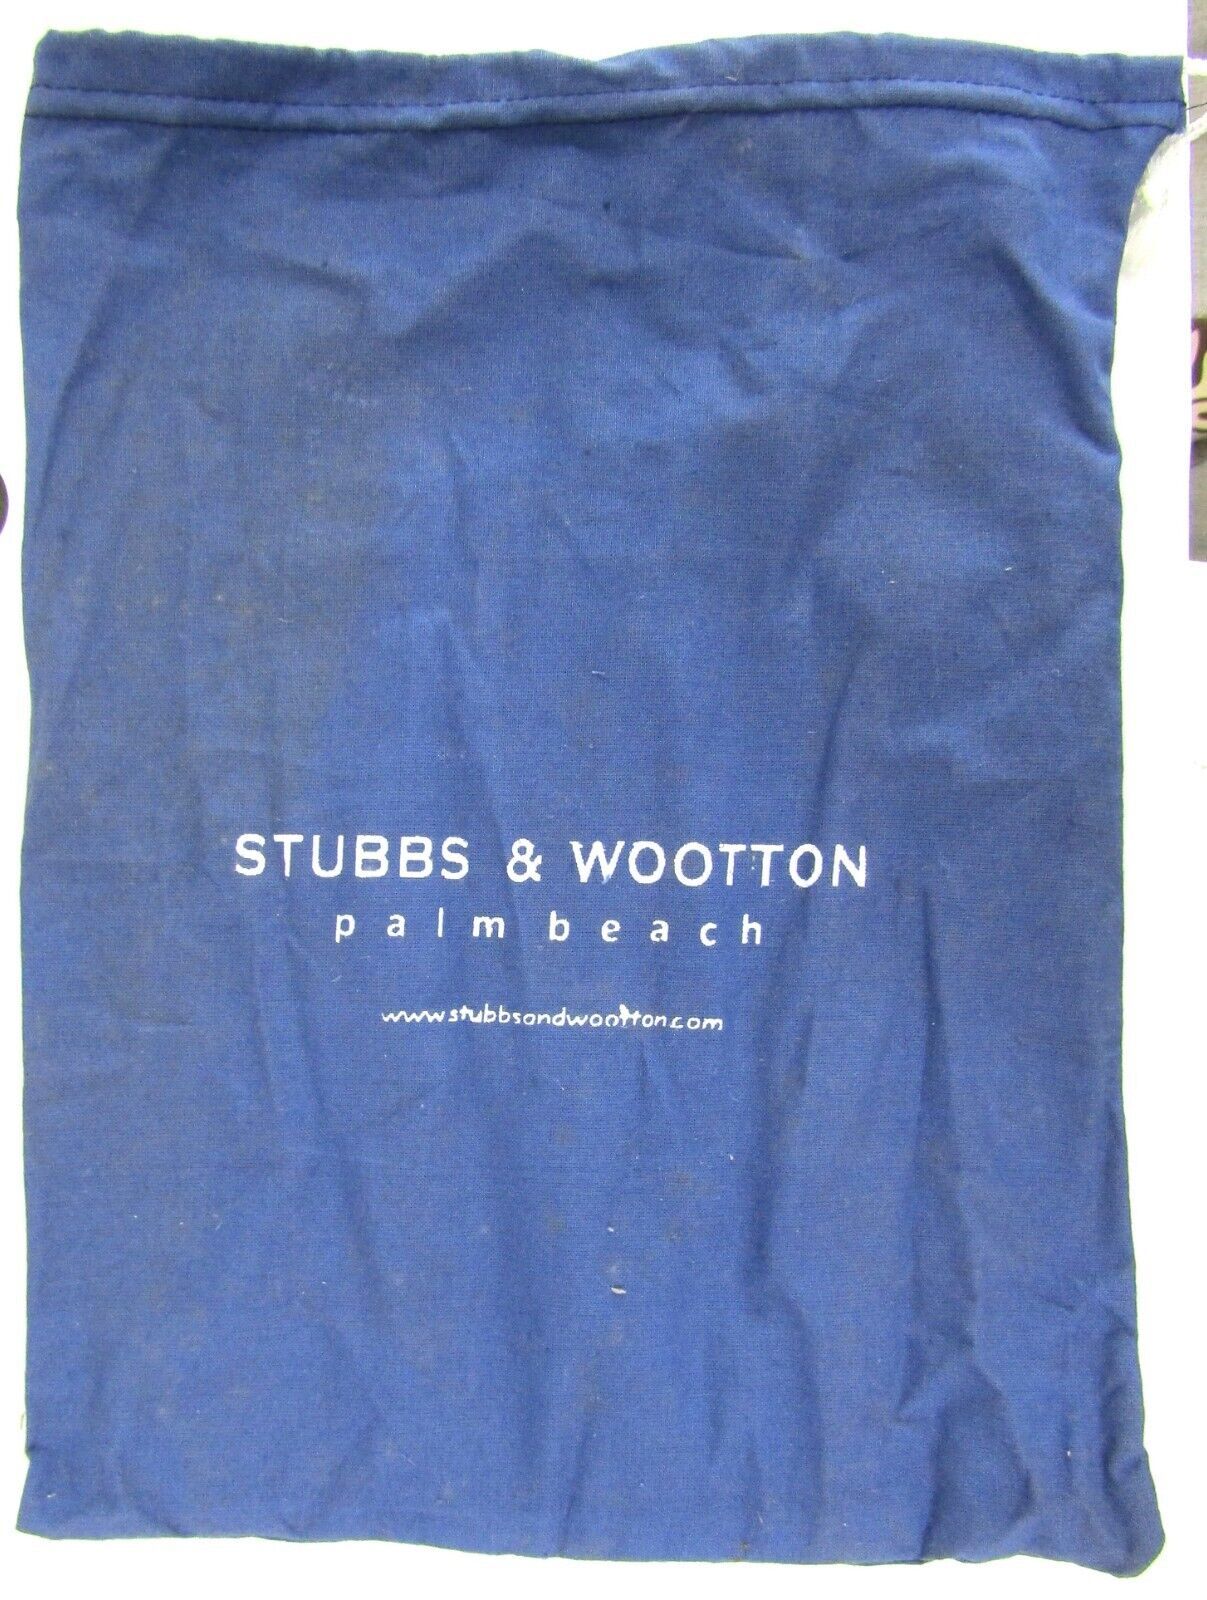 STUBBS & WOOTTON
palm beach
www.stubbsandwootton.com